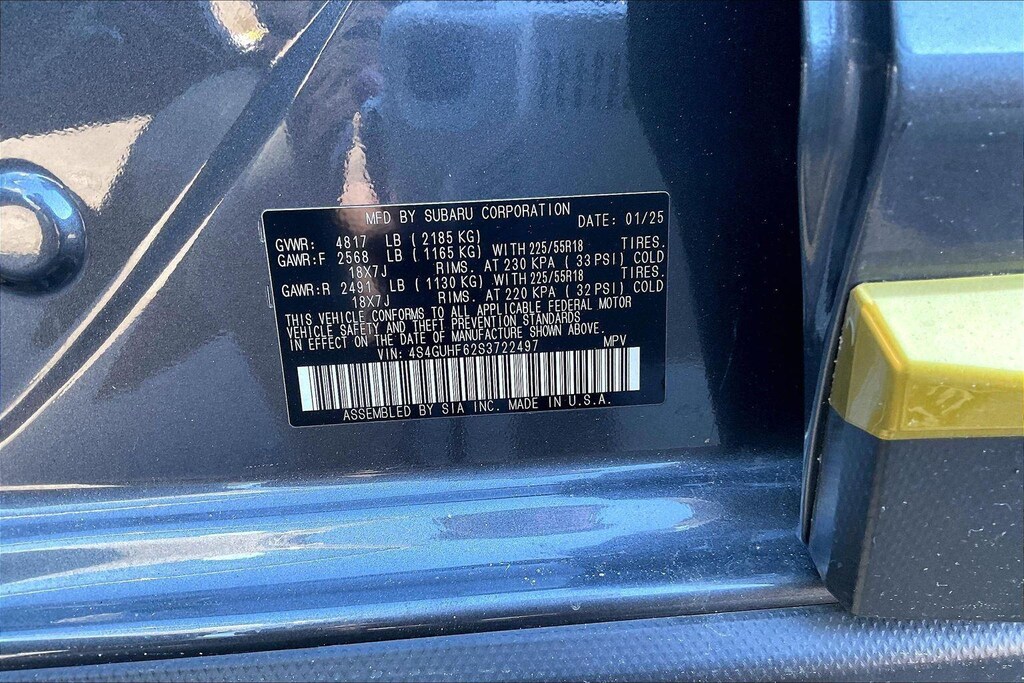 MFD BY SUBARU CORPORATION DATE: 01/25
GVWR: 4817 LB (2185 KG)
GAWR:F 2568 LB (1165 KG) WITH 225/55R18 TIRES.
18X7J RIMS. AT 230 KPA (33 PSI) COLD
GAWR:R 2491 LB (1130 KG) WITH 225/55R18 TIRES.
18X7J RIMS. AT 220 KPA (32 PSI) COLD
THIS VEHICLE CONFORMS TO ALL APPLICABLE FEDERAL MOTOR
VEHICLE SAFETY AND THEFT PREVENTION STANDARDS
IN EFFECT ON THE DATE OF MANUFACTURE SHOWN ABOVE.
VIN: 4S4GUHF62S3722497 MPV
ASSEMBLED BY SIA INC. MADE IN U.S.A.